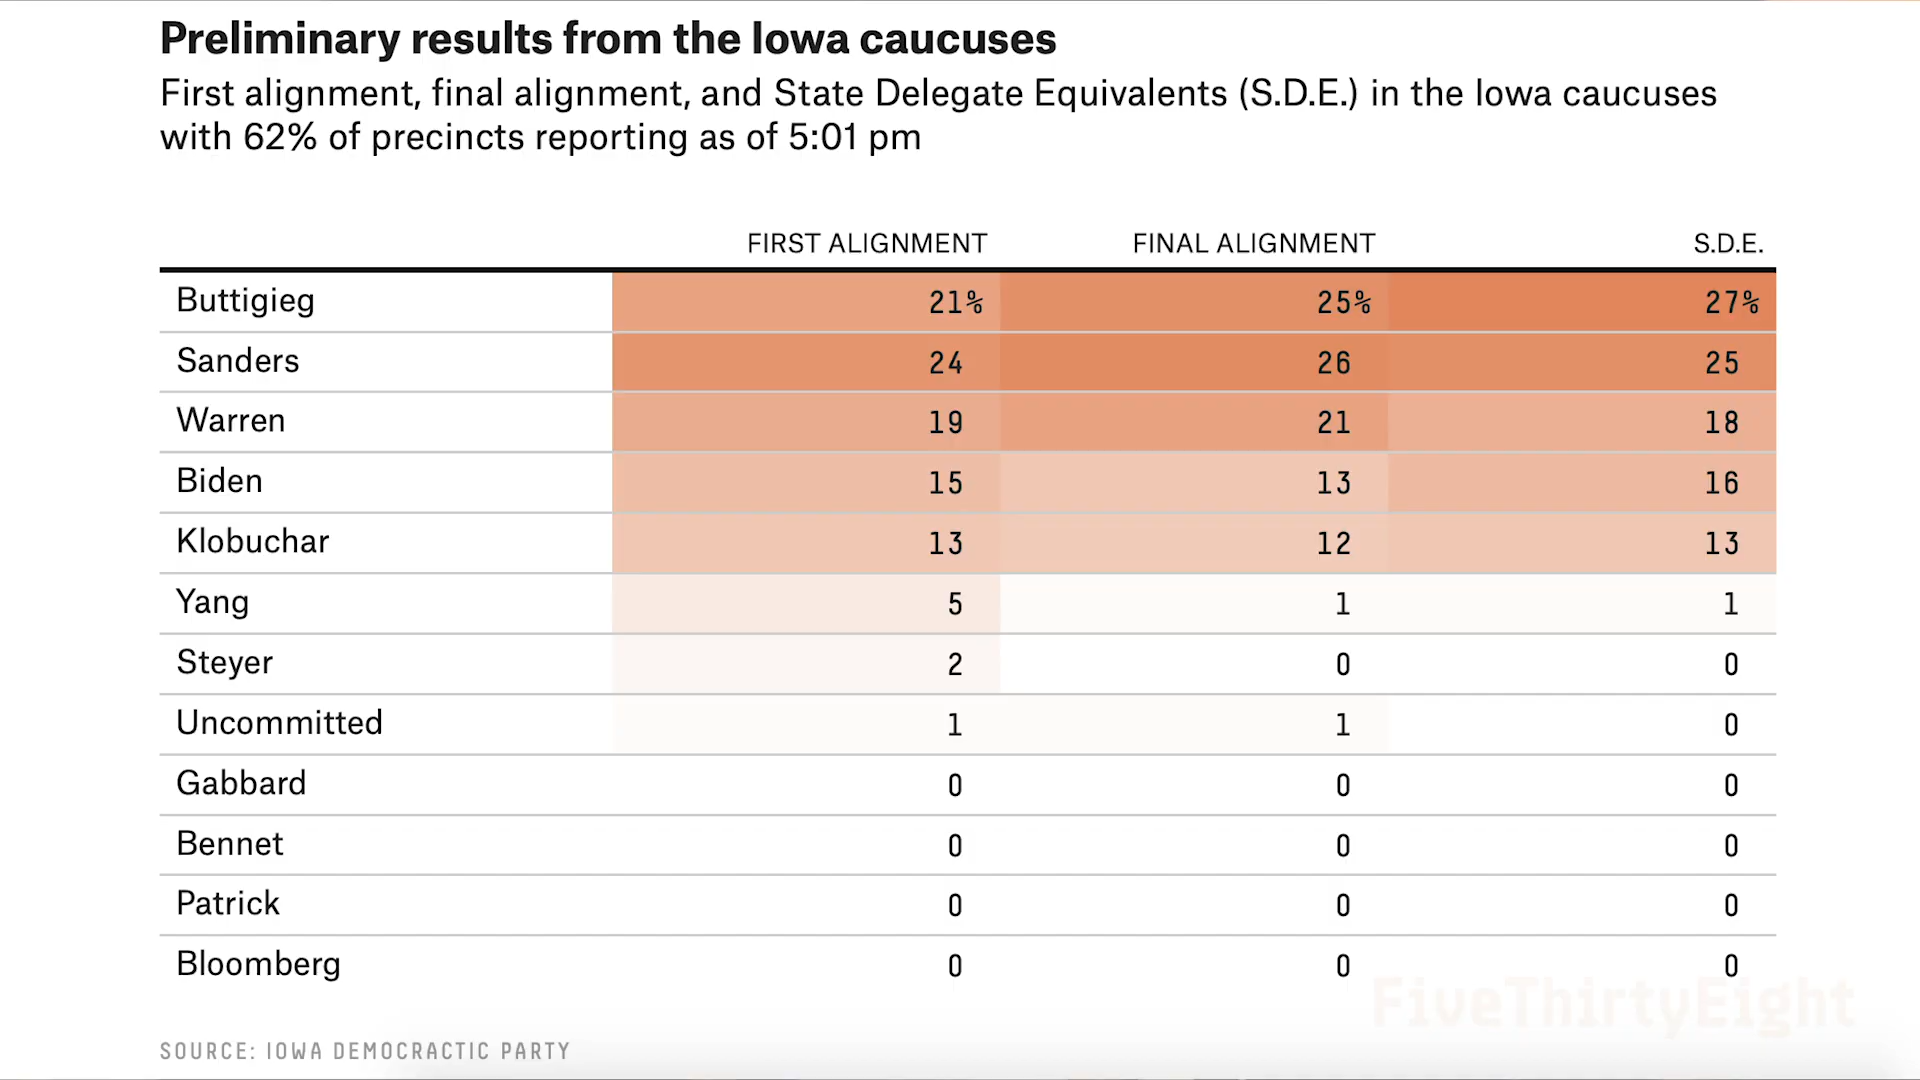 Preliminary results from the Iowa caucuses
First alignment, final alignment, and State Delegate Equivalents (S.D.E.) in the Iowa caucuses
with 62% of precincts reporting as of 5:01 pm
FIRST ALIGNMENT FINAL ALIGNMENT S.D.E.
Buttigieg 21% 25% 27%
Sanders 24 26 25
Warren 19 21 18
Biden 15 13 16
Klobuchar 13 12 13
Yang 5 1 1
Steyer 2 0 0
Uncommitted 1 1 0
Gabbard 0 0 0
Bennet 0 0 0
Patrick 0 0 0
Bloomberg 0 0 0
FiveThirtyEight
SOURCE: IOWA DEMOCRACTIC PARTY